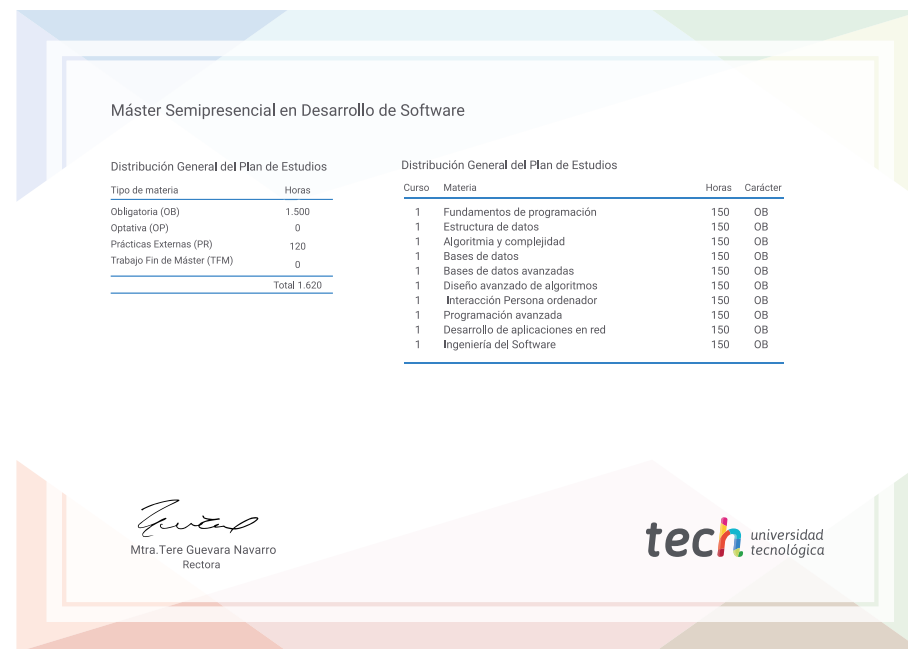 Máster Semipresencial en Desarrollo de Software
Distribución General del Plan de Estudios
Tipo de materia Horas
Obligatoria (OB) 1.500
Optativa (OP) 0
Prácticas Externas (PR) 120
Trabajo Fin de Máster (TFM) 0
Total 1.620
Distribución General del Plan de Estudios
Curso Materia Horas Carácter
1 Fundamentos de programación 150 OB
1 Estructura de datos 150 OB
1 Algoritmia y complejidad 150 OB
1 Bases de datos 150 OB
1 Bases de datos avanzadas 150 OB
1 Diseño avanzado de algoritmos 150 OB
1 Interacción Persona ordenador 150 OB
1 Programación avanzada 150 OB
1 Desarrollo de aplicaciones en red 150 OB
1 Ingeniería del Software 150 OB
Mtra.Tere Guevara Navarro
Rectora
tech universidad
tecnológica